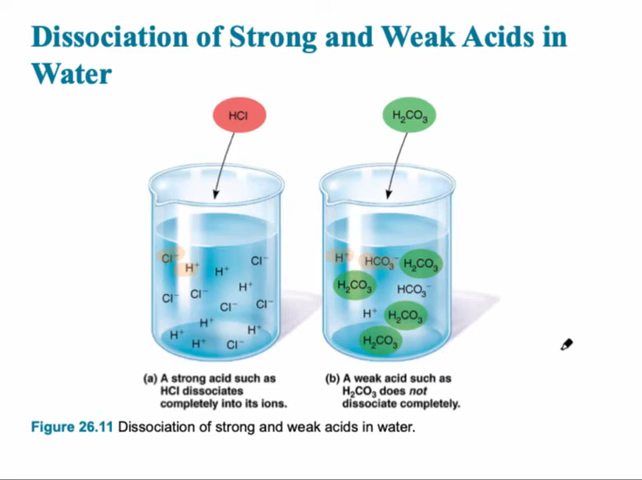 Dissociation of Strong and Weak Acids in
Water
HCl
H₂CO₃
Cl⁻
H⁺
H⁺
Cl⁻
Cl⁻
Cl⁻
H⁺
Cl⁻
Cl⁻
H⁺
H⁺
H⁺
H⁺
Cl⁻
H⁺
HCO₃⁻
H₂CO₃
H₂CO₃
HCO₃⁻
H⁺
H₂CO₃
H₂CO₃
(a) A strong acid such as
HCl dissociates
completely into its ions.
(b) A weak acid such as
H₂CO₃ does not
dissociate completely.
Figure 26.11 Dissociation of strong and weak acids in water.